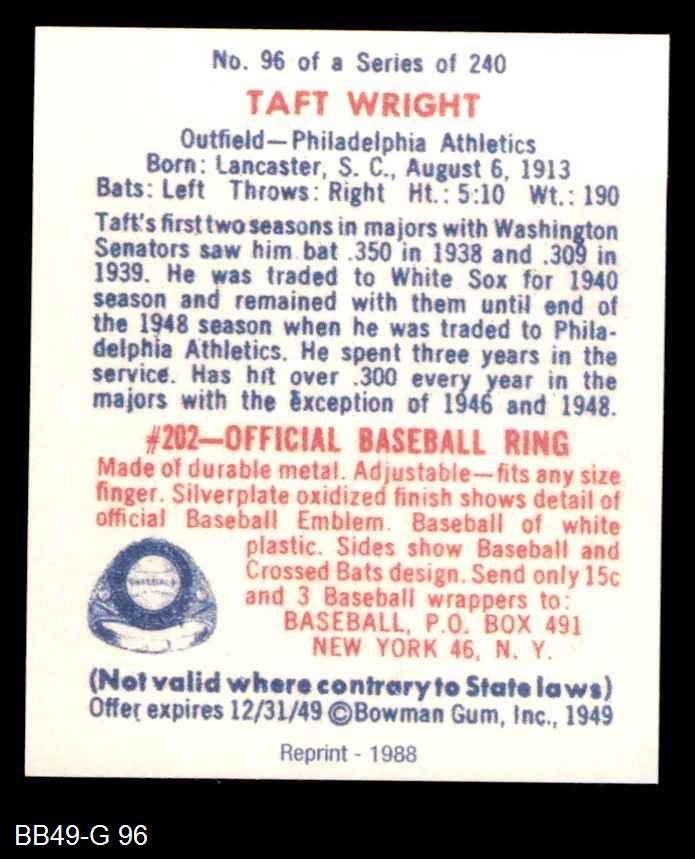 No. 96 of a Series of 240
TAFT WRIGHT
Outfield—Philadelphia Athletics
Born: Lancaster, S. C., August 6, 1913
Bats: Left Throws: Right Ht.: 5:10 Wt.: 190
Taft's first two seasons in majors with Washington
Senators saw him bat .350 in 1938 and .309 in
1939. He was traded to White Sox for 1940
season and remained with them until end of
the 1948 season when he was traded to Phila-
delphia Athletics. He spent three years in the
service. Has hit over .300 every year in the
majors with the exception of 1946 and 1948.
#202—OFFICIAL BASEBALL RING
Made of durable metal. Adjustable—fits any size
finger. Silverplate oxidized finish shows detail of
official Baseball Emblem. Baseball of white
plastic. Sides show Baseball and
Crossed Bats design. Send only 15c
and 3 Baseball wrappers to:
BASEBALL, P.O. BOX 491
NEW YORK 46, N. Y.
BASEBALL
(Not valid where contrary to State laws)
Offer expires 12/31/49 ©Bowman Gum, Inc., 1949
Reprint - 1988
BB49-G 96